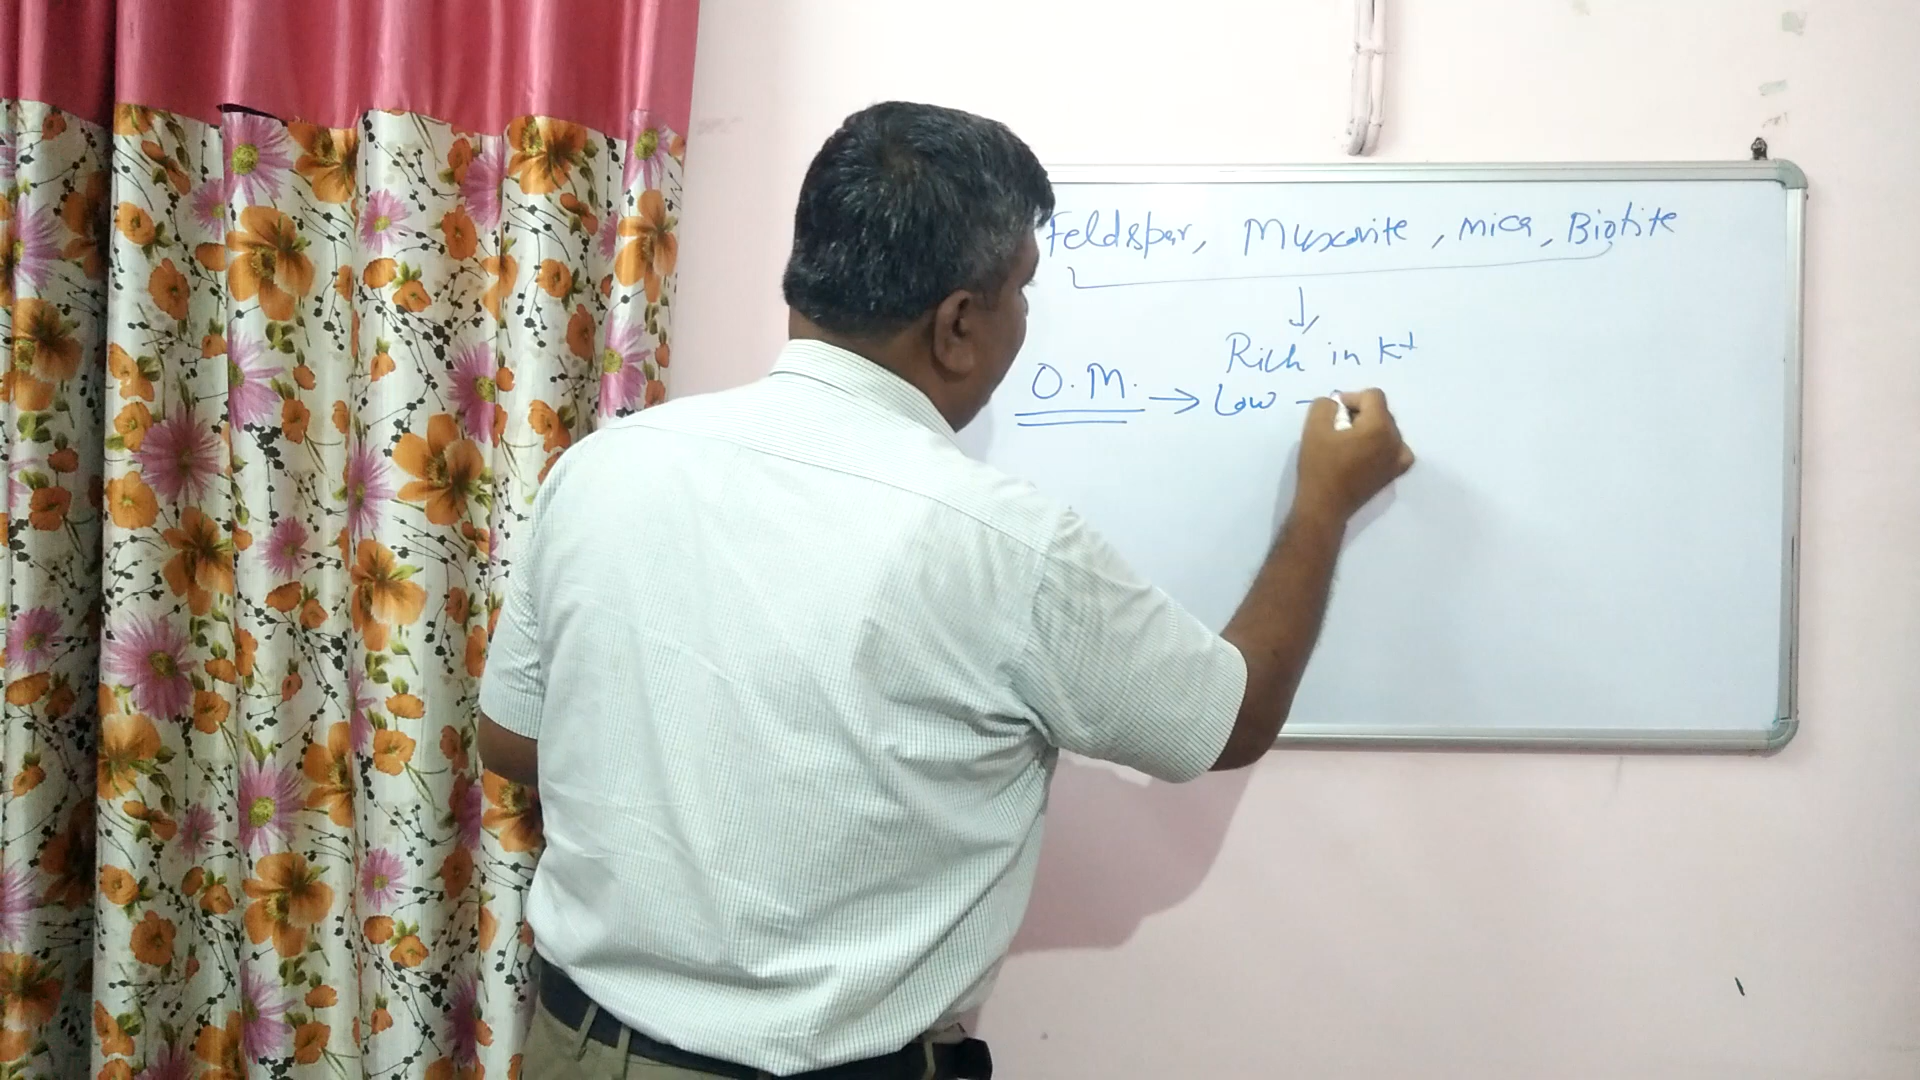 Feldspar, Muscovite, mica, Biotite
Rich in K+
O.M. → Low →